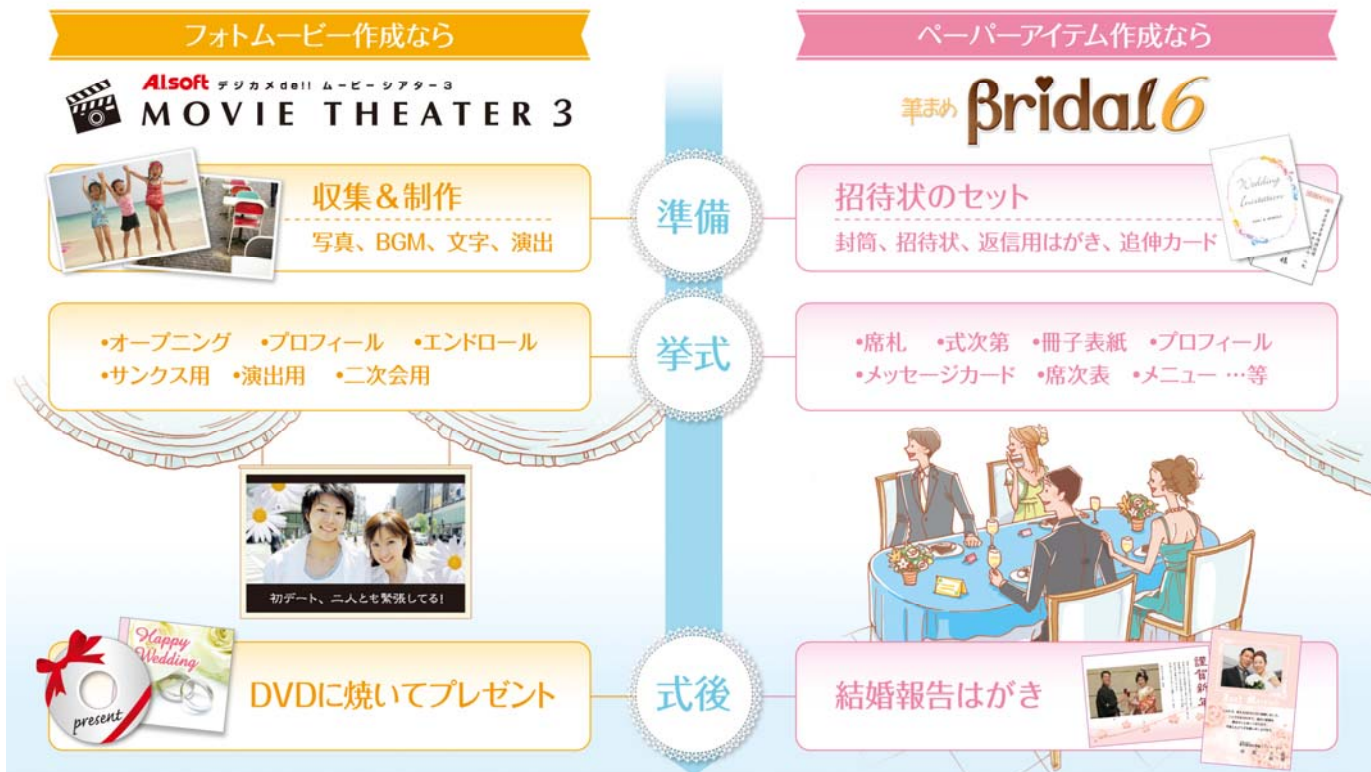 フォトムービー作成なら
AI.soft デジカメde!! ムービーシアター3
MOVIE THEATER 3
収集&制作
写真、BGM、文字、演出
•オープニング •プロフィール •エンドロール
•サンクス用 •演出用 •二次会用
初デート、二人とも緊張してる!
Happy
Wedding
present
DVDに焼いてプレゼント
準備
挙式
式後
ペーパーアイテム作成なら
筆まめ Bridal 6
招待状のセット
封筒、招待状、返信用はがき、追伸カード
Wedding
Invitation
様
•席札 •式次第 •冊子表紙 •プロフィール
•メッセージカード •席次表 •メニュー …等
結婚報告はがき
謹賀新年